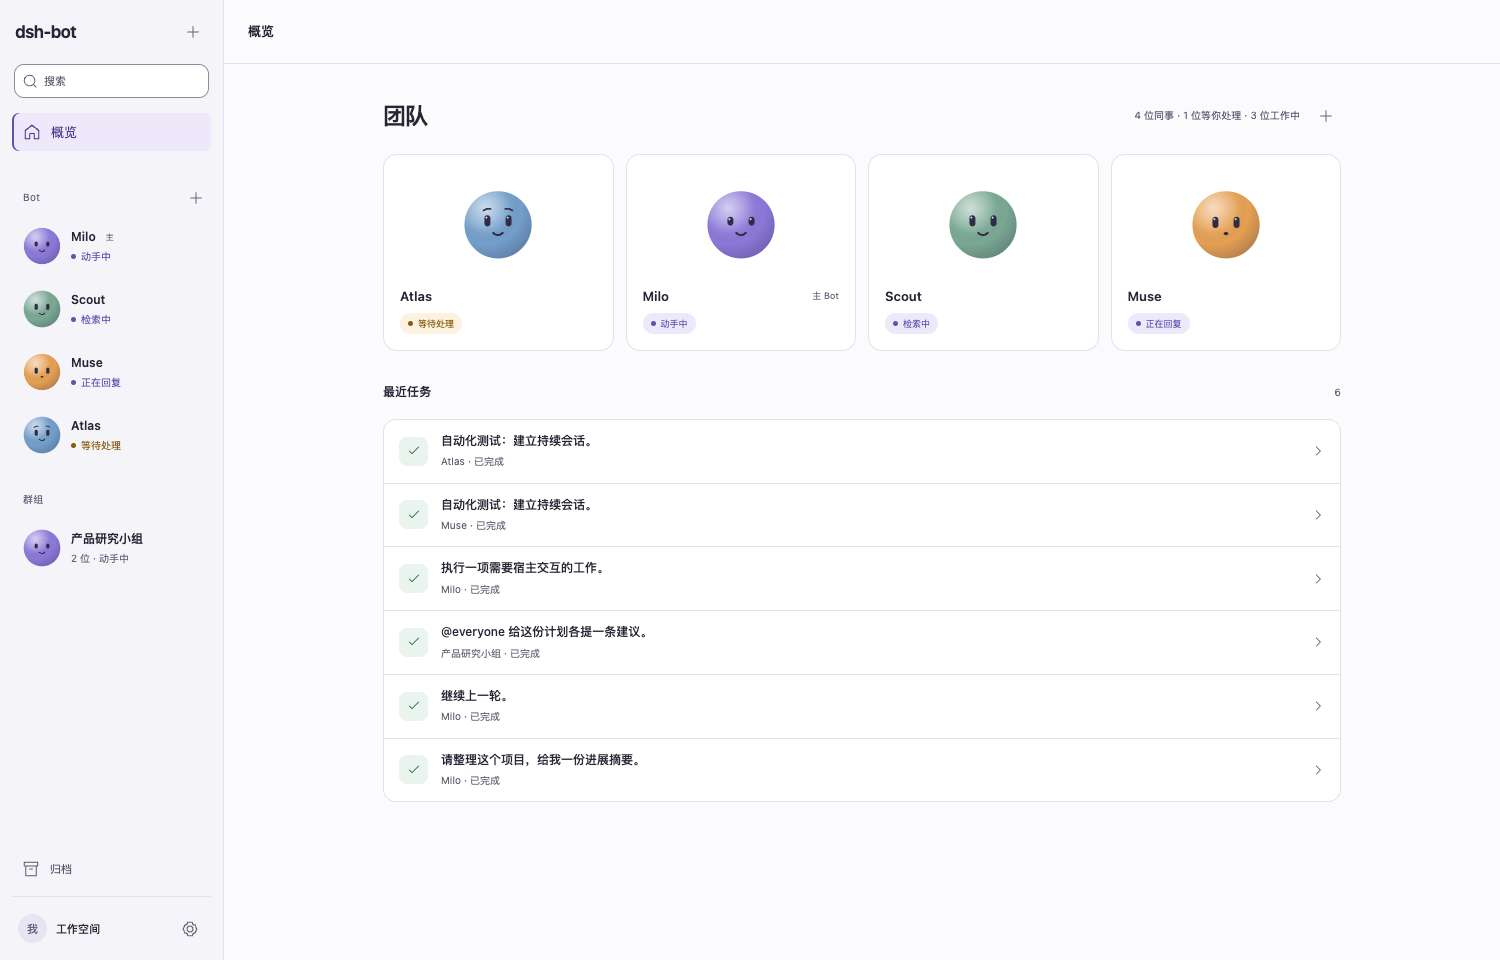 dsh-bot
搜索
概览
Bot
Milo 主
动手中
Scout
检索中
Muse
正在回复
Atlas
等待处理
群组
产品研究小组
2 位 · 动手中
归档
我 工作空间
概览
团队
4 位同事 · 1 位等你处理 · 3 位工作中
Atlas
等待处理
Milo 主 Bot
动手中
Scout
检索中
Muse
正在回复
最近任务 6
自动化测试：建立持续会话。
Atlas · 已完成
自动化测试：建立持续会话。
Muse · 已完成
执行一项需要宿主交互的工作。
Milo · 已完成
@everyone 给这份计划各提一条建议。
产品研究小组 · 已完成
继续上一轮。
Milo · 已完成
请整理这个项目，给我一份进展摘要。
Milo · 已完成